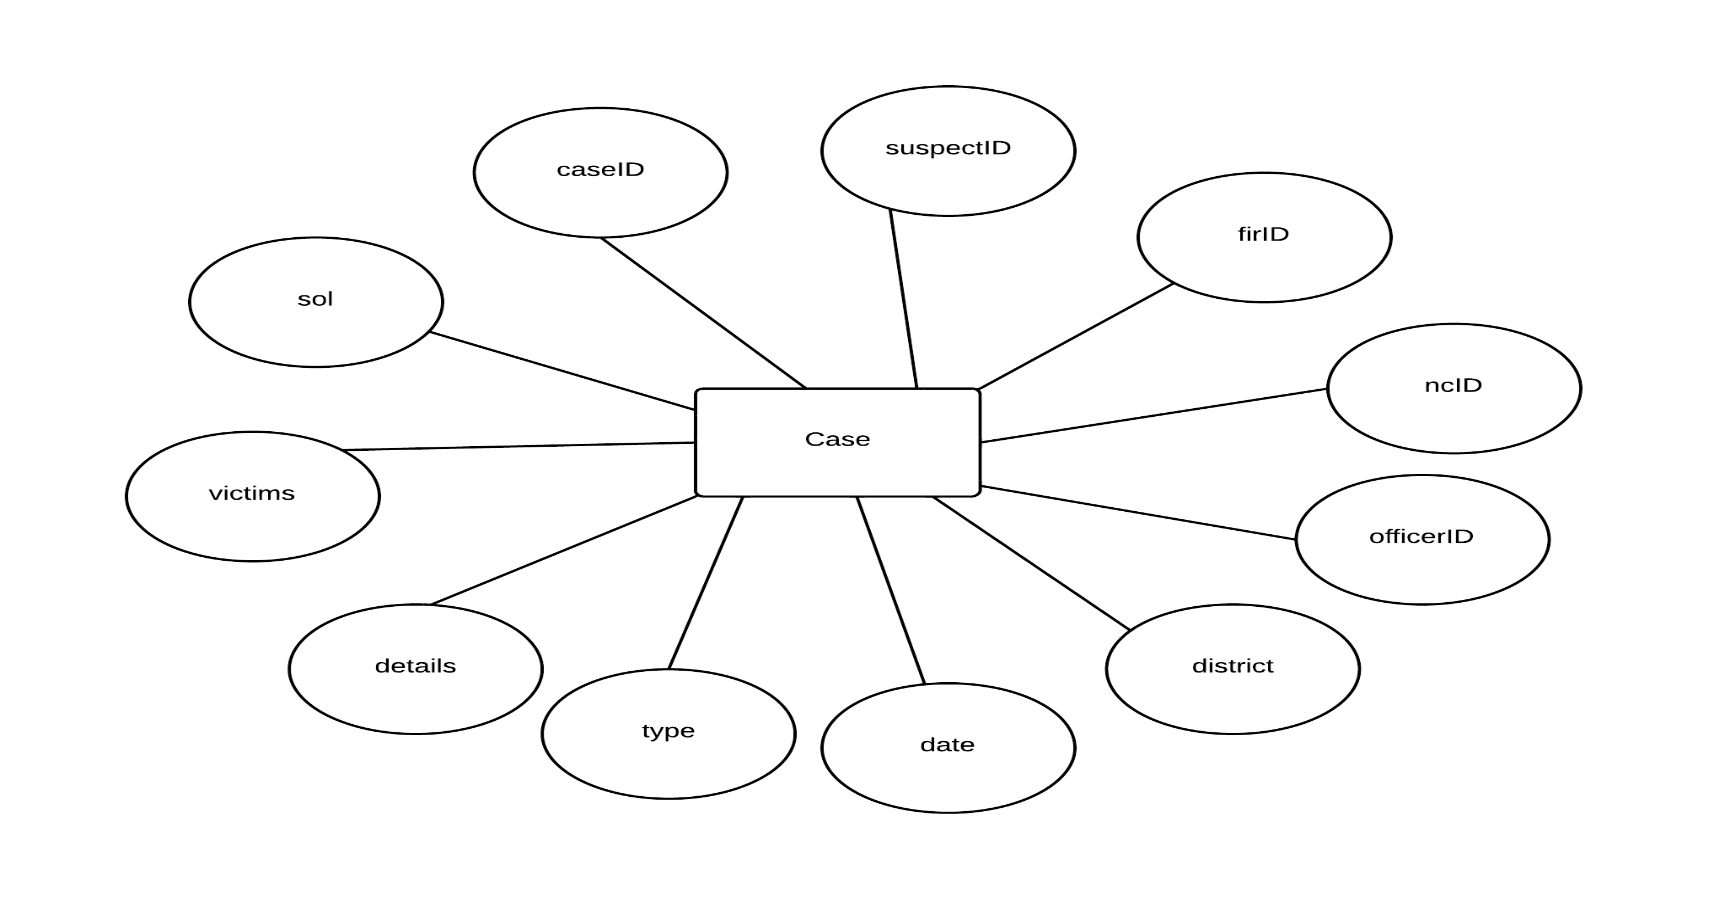 suspectID
caseID
firID
sol
ncID
Case
victims
officerID
details
district
type
date